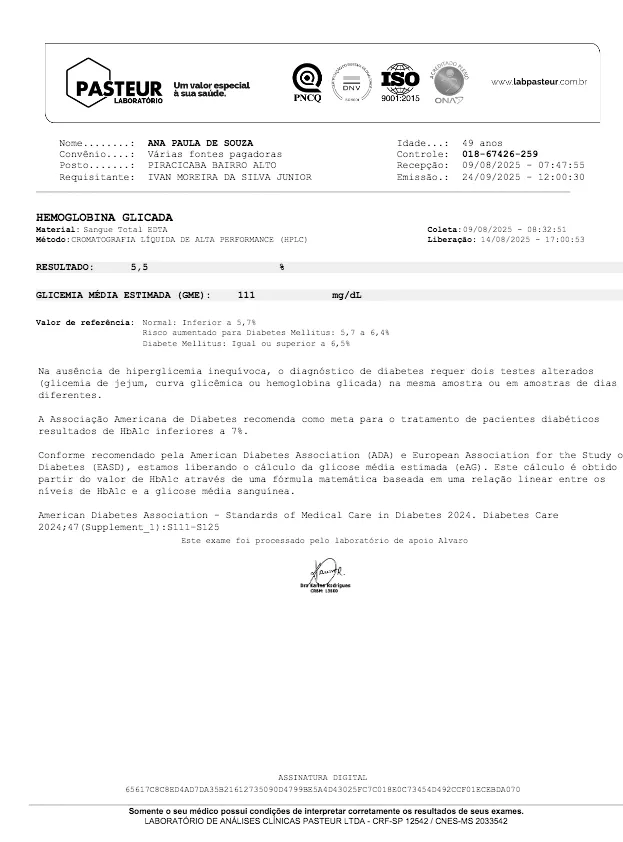 PASTEUR
LABORATÓRIO
Um valor especial
à sua saúde.
PNCQ
DNV
ISO
9001:2015
ACREDITADO PLENO
ONA
www.labpasteur.com.br
Nome........: ANA PAULA DE SOUZA
Idade...: 49 anos
Convênio....: Várias fontes pagadoras
Controle: 018-67426-259
Posto.......: PIRACICABA BAIRRO ALTO
Recepção: 09/08/2025 - 07:47:55
Requisitante: IVAN MOREIRA DA SILVA JUNIOR
Emissão.: 24/09/2025 - 12:00:30
HEMOGLOBINA GLICADA
Material: Sangue Total EDTA
Coleta: 09/08/2025 - 08:32:51
Método: CROMATOGRAFIA LÍQUIDA DE ALTA PERFORMANCE (HPLC)
Liberação: 14/08/2025 - 17:00:53
RESULTADO: 5,5 %
GLICEMIA MÉDIA ESTIMADA (GME): 111 mg/dL
Valor de referência: Normal: Inferior a 5,7%
Risco aumentado para Diabetes Mellitus: 5,7 a 6,4%
Diabete Mellitus: Igual ou superior a 6,5%
Na ausência de hiperglicemia inequívoca, o diagnóstico de diabetes requer dois testes alterados
(glicemia de jejum, curva glicêmica ou hemoglobina glicada) na mesma amostra ou em amostras de dias
diferentes.
A Associação Americana de Diabetes recomenda como meta para o tratamento de pacientes diabéticos
resultados de HbA1c inferiores a 7%.
Conforme recomendado pela American Diabetes Association (ADA) e European Association for the Study o
Diabetes (EASD), estamos liberando o cálculo da glicose média estimada (eAG). Este cálculo é obtido
partir do valor de HbA1c através de uma fórmula matemática baseada em uma relação linear entre os
níveis de HbA1c e a glicose média sanguínea.
American Diabetes Association - Standards of Medical Care in Diabetes 2024. Diabetes Care
2024;47(Supplement_1):S111-S125
Este exame foi processado pelo laboratório de apoio Alvaro
Rodrigues
CRBM
ASSINATURA DIGITAL
65617C8C8ED4AD7DA35B21612735090D4799BE5A4D43025FC7C018E0C73454D492CCF01ECEBDA070
Somente o seu médico possui condições de interpretar corretamente os resultados de seus exames.
LABORATÓRIO DE ANÁLISES CLÍNICAS PASTEUR LTDA - CRF-SP 12542 / CNES-MS 2033542